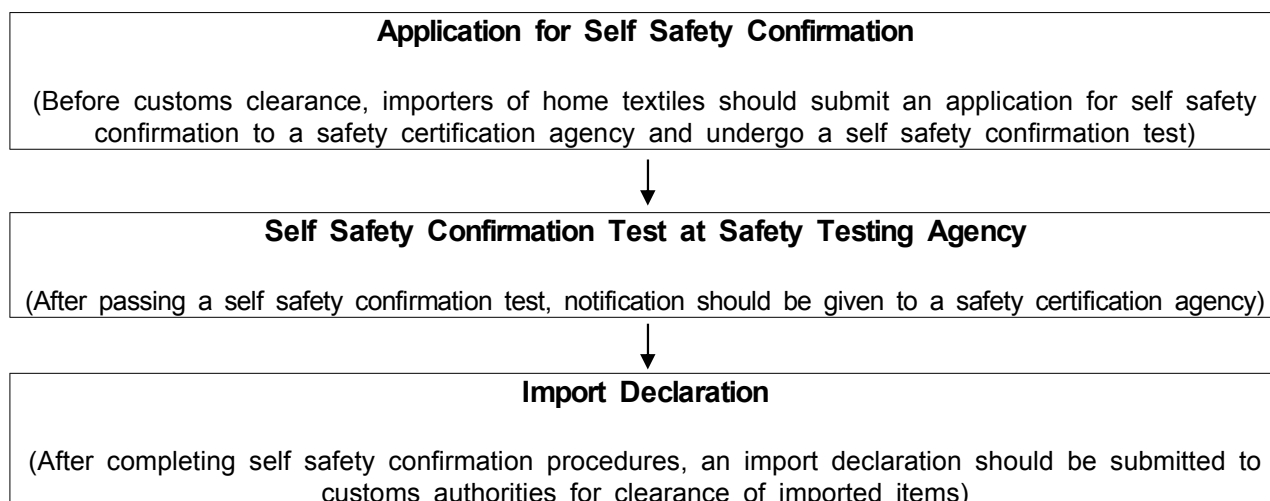 Application for Self Safety Confirmation
(Before customs clearance, importers of home textiles should submit an application for self safety
confirmation to a safety certification agency and undergo a self safety confirmation test)
Self Safety Confirmation Test at Safety Testing Agency
(After passing a self safety confirmation test, notification should be given to a safety certification agency)
Import Declaration
(After completing self safety confirmation procedures, an import declaration should be submitted to
customs authorities for clearance of imported items)